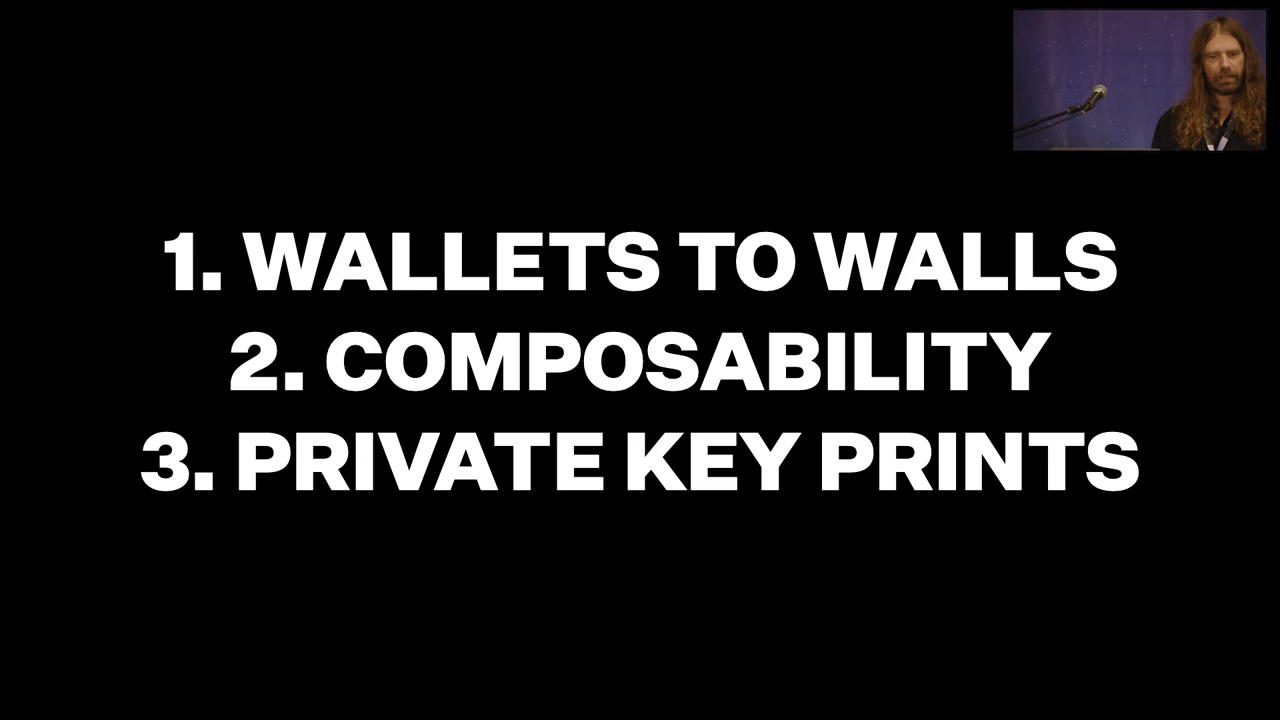 1. WALLETS TO WALLS
2. COMPOSABILITY
3. PRIVATE KEY PRINTS